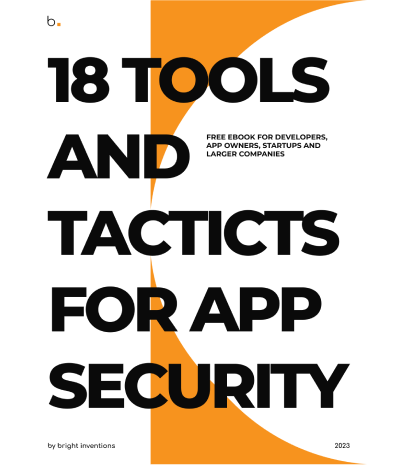 b.
18 TOOLS
AND
FREE EBOOK FOR DEVELOPERS,
APP OWNERS, STARTUPS AND
LARGER COMPANIES
TACTICTS
FOR APP
SECURITY
by bright inventions
2023